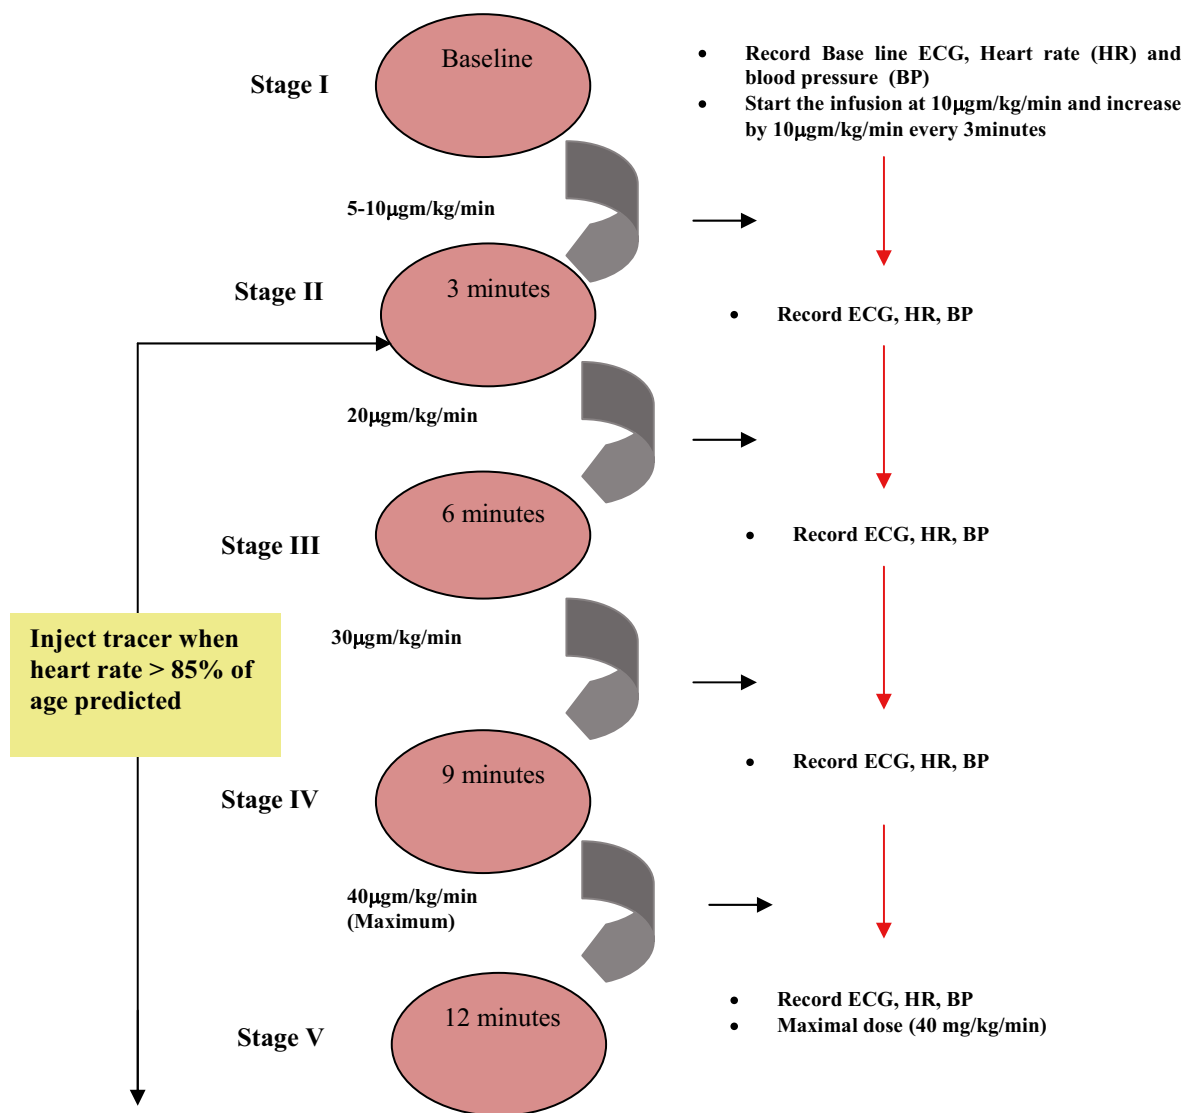 Baseline
Stage I
• Record Base line ECG, Heart rate (HR) and
blood pressure (BP)
• Start the infusion at 10µgm/kg/min and increase
by 10µgm/kg/min every 3minutes
5-10µgm/kg/min
Stage II
3 minutes
• Record ECG, HR, BP
20µgm/kg/min
6 minutes
Stage III
• Record ECG, HR, BP
Inject tracer when
heart rate > 85% of
age predicted
30µgm/kg/min
9 minutes
Stage IV
• Record ECG, HR, BP
40µgm/kg/min
(Maximum)
12 minutes
Stage V
• Record ECG, HR, BP
• Maximal dose (40 mg/kg/min)